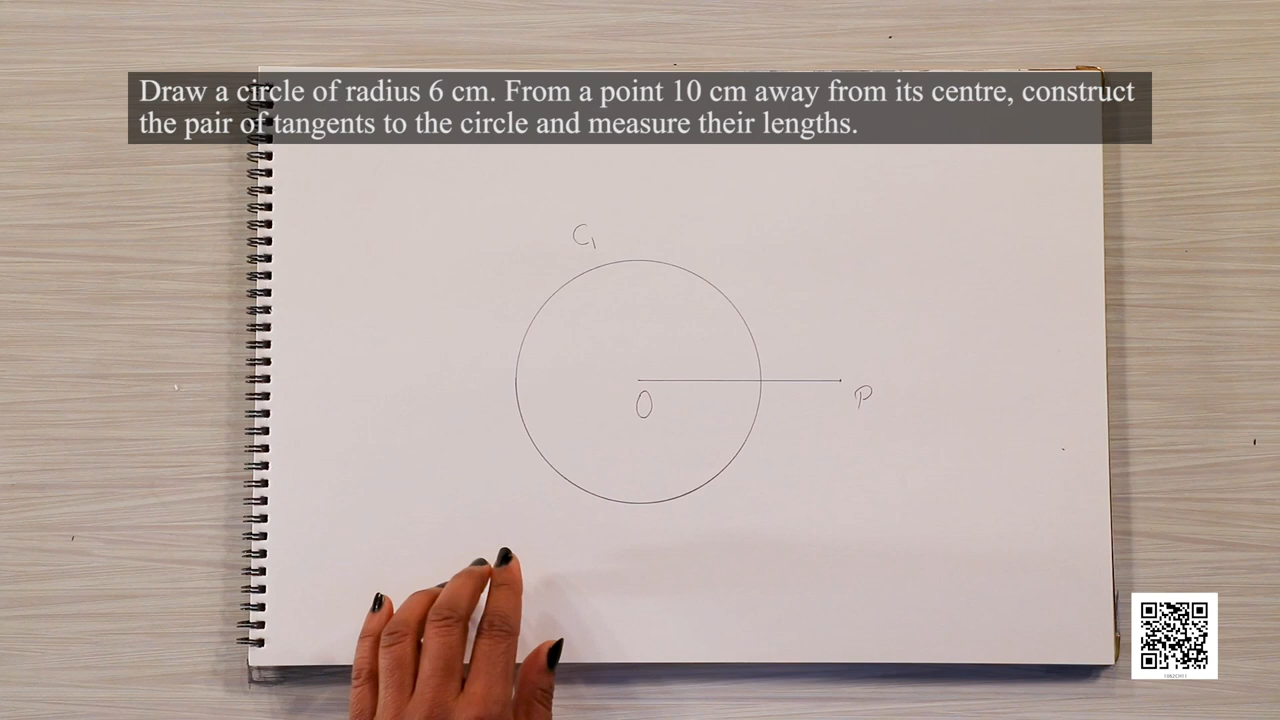 Draw a circle of radius 6 cm. From a point 10 cm away from its centre, construct
the pair of tangents to the circle and measure their lengths.
C₁
O
P